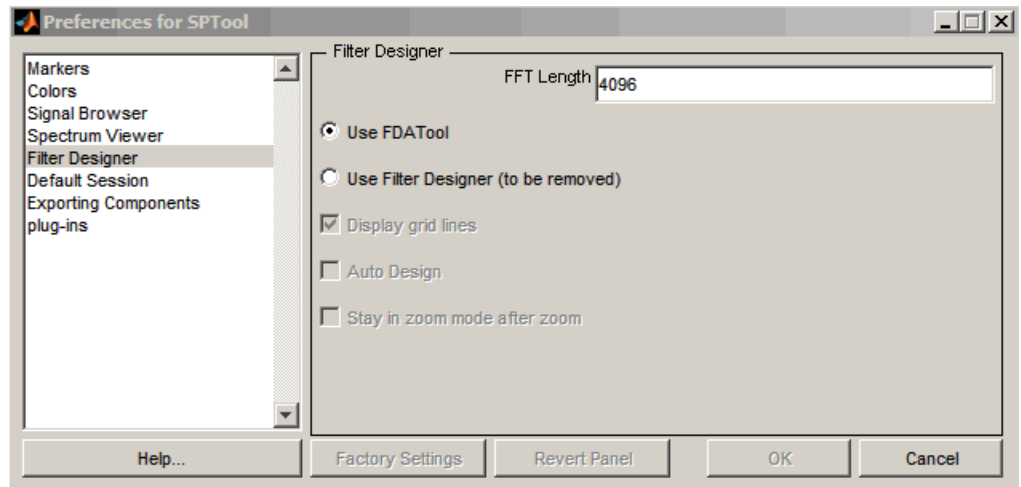 Preferences for SPTool
Markers
Colors
Signal Browser
Spectrum Viewer
Filter Designer
Default Session
Exporting Components
plug-ins
Filter Designer
FFT Length 4096
Use FDATool
Use Filter Designer (to be removed)
Display grid lines
Auto Design
Stay in zoom mode after zoom
Help... Factory Settings Revert Panel OK Cancel